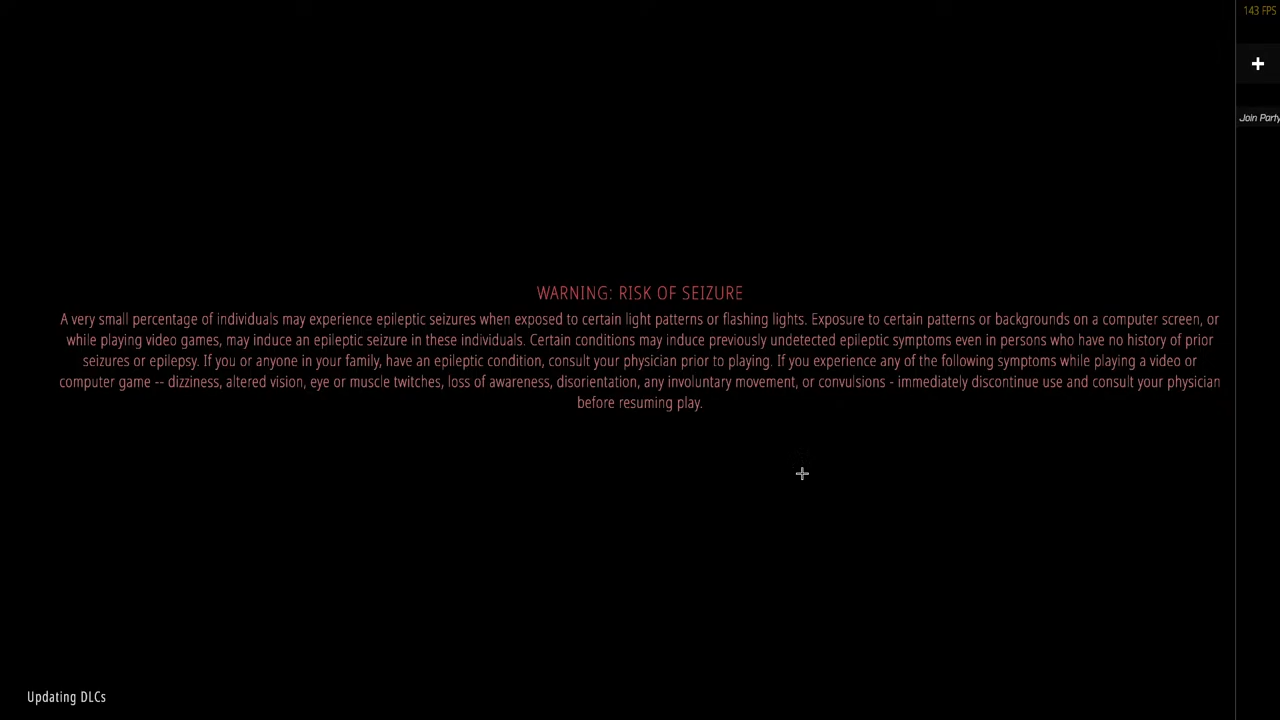 143 FPS
Join Party
WARNING: RISK OF SEIZURE
A very small percentage of individuals may experience epileptic seizures when exposed to certain light patterns or flashing lights. Exposure to certain patterns or backgrounds on a computer screen, or
while playing video games, may induce an epileptic seizure in these individuals. Certain conditions may induce previously undetected epileptic symptoms even in persons who have no history of prior
seizures or epilepsy. If you or anyone in your family, have an epileptic condition, consult your physician prior to playing. If you experience any of the following symptoms while playing a video or
computer game -- dizziness, altered vision, eye or muscle twitches, loss of awareness, disorientation, any involuntary movement, or convulsions - immediately discontinue use and consult your physician
before resuming play.
Updating DLCs